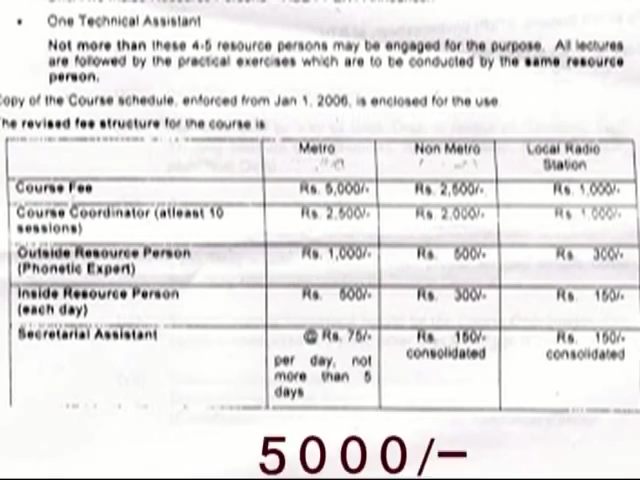 • One Technical Assistant
Not more than these 4-5 resource persons may be engaged for the purpose. All lectures
are followed by the practical exercises which are to be conducted by the same resource
person.
Copy of the Course schedule, enforced from Jan 1, 2006, is enclosed for the use
The revised fee structure for the course is
Metro Non Metro Local Radio
Station
Course Fee Rs. 5,000/- Rs. 2,500/- Rs. 1,000/-
Course Coordinator (atleast 10 Rs. 2,500/- Rs. 2,000/- Rs. 1,000/-
sessions)
Outside Resource Person Rs. 1,000/- Rs. 500/- Rs. 300/-
(Phonetic Expert)
Inside Resource Person Rs. 500/- Rs. 300/- Rs. 150/-
(each day)
Secretarial Assistant @ Rs. 75/- Rs. 150/- Rs. 150/-
per day, not consolidated consolidated
more than 5
days
5000/-